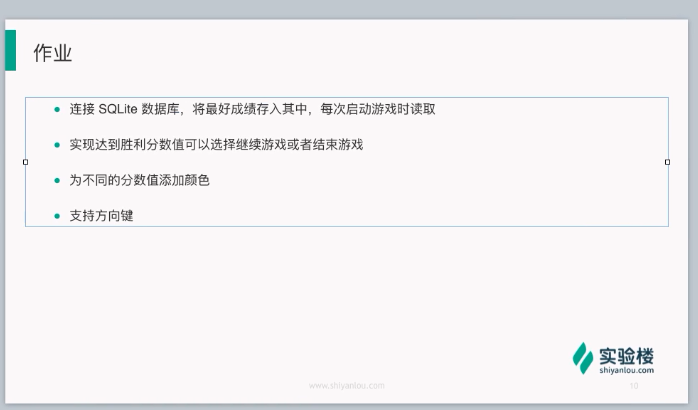 作业
连接 SQLite 数据库，将最好成绩存入其中，每次启动游戏时读取
实现达到胜利分数值可以选择继续游戏或者结束游戏
为不同的分数值添加颜色
支持方向键
实验楼
shiyanlou.com
www.shiyanlou.com
10